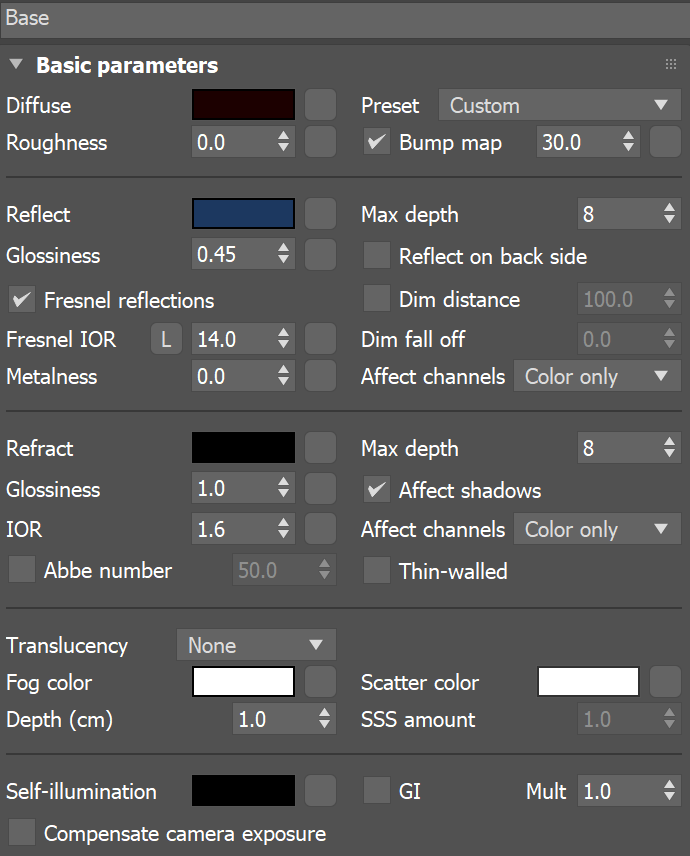 Base
Basic parameters
Diffuse Preset Custom
Roughness 0.0 Bump map 30.0
Reflect Max depth 8
Glossiness 0.45 Reflect on back side
Fresnel reflections Dim distance 100.0
Fresnel IOR L 14.0 Dim fall off 0.0
Metalness 0.0 Affect channels Color only
Refract Max depth 8
Glossiness 1.0 Affect shadows
IOR 1.6 Affect channels Color only
Abbe number 50.0 Thin-walled
Translucency None
Fog color Scatter color
Depth (cm) 1.0 SSS amount 1.0
Self-illumination GI Mult 1.0
Compensate camera exposure